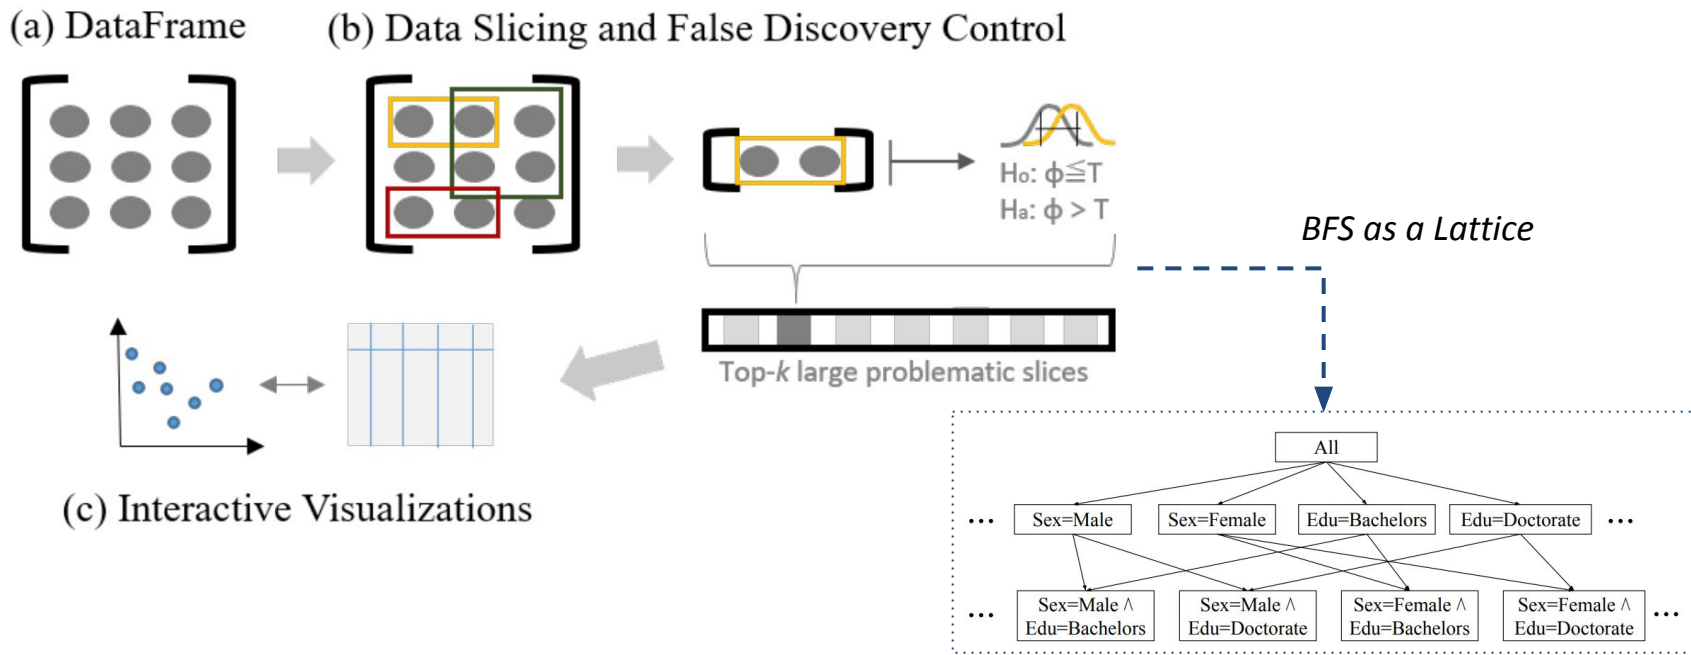 (a) DataFrame
(b) Data Slicing and False Discovery Control
H₀: ϕ≦T
Hₐ: ϕ > T
BFS as a Lattice
Top-k large problematic slices
(c) Interactive Visualizations
All
... Sex=Male Sex=Female Edu=Bachelors Edu=Doctorate ...
... Sex=Male ∧
Edu=Bachelors
Sex=Male ∧
Edu=Doctorate
Sex=Female ∧
Edu=Bachelors
Sex=Female ∧
Edu=Doctorate ...